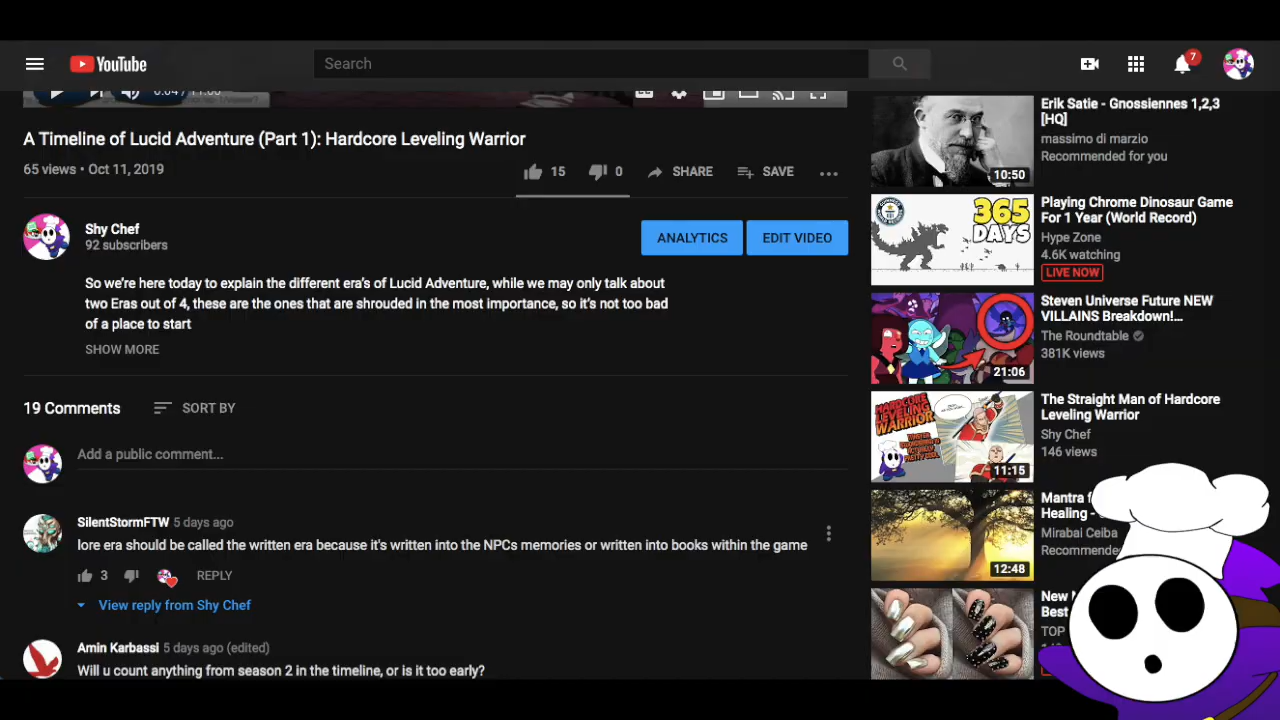 YouTube
Search
7
A Timeline of Lucid Adventure (Part 1): Hardcore Leveling Warrior
65 views • Oct 11, 2019
15
0
SHARE
SAVE
Shy Chef
92 subscribers
ANALYTICS
EDIT VIDEO
So we're here today to explain the different era's of Lucid Adventure, while we may only talk about
two Eras out of 4, these are the ones that are shrouded in the most importance, so it's not too bad
of a place to start
SHOW MORE
19 Comments
SORT BY
Add a public comment...
SilentStormFTW 5 days ago
lore era should be called the written era because it's written into the NPCs memories or written into books within the game
3
REPLY
View reply from Shy Chef
Amin Karbassi 5 days ago (edited)
Will u count anything from season 2 in the timeline, or is it too early?
Erik Satie - Gnossiennes 1,2,3
[HQ]
massimo di marzio
Recommended for you
10:50
365
DAYS
Playing Chrome Dinosaur Game
For 1 Year (World Record)
Hype Zone
4.6K watching
LIVE NOW
Steven Universe Future NEW
VILLAINS Breakdown!...
The Roundtable
381K views
21:06
HARDCORE
LEVELING
WARRIOR
The Straight Man of Hardcore
Leveling Warrior
Shy Chef
146 views
11:15
Mantra
Healing -
Mirabal Ceiba
12:48
Best
TOP